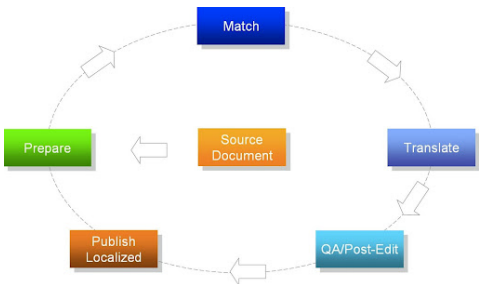 Match
Prepare
Source
Document
Translate
Publish
Localized
QA/Post-Edit